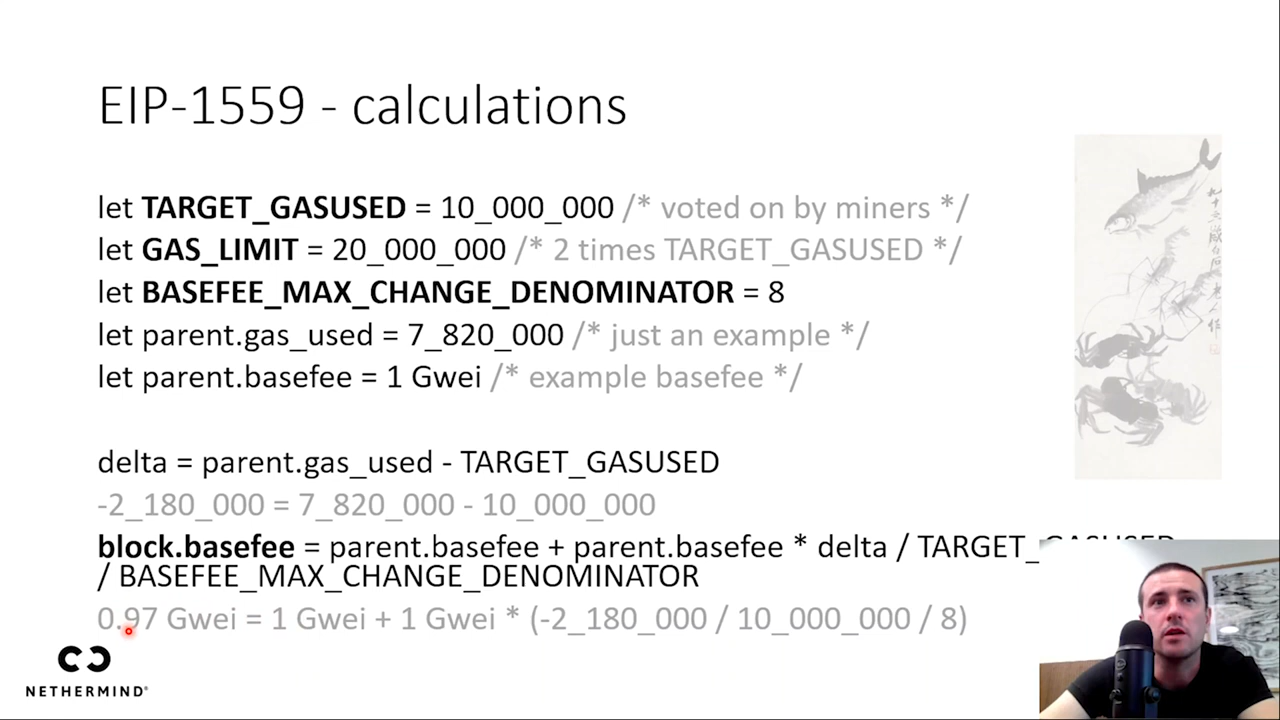 EIP-1559 - calculations
let TARGET_GASUSED = 10_000_000 /* voted on by miners */
let GAS_LIMIT = 20_000_000 /* 2 times TARGET_GASUSED */
let BASEFEE_MAX_CHANGE_DENOMINATOR = 8
let parent.gas_used = 7_820_000 /* just an example */
let parent.basefee = 1 Gwei /* example basefee */
delta = parent.gas_used - TARGET_GASUSED
-2_180_000 = 7_820_000 - 10_000_000
block.basefee = parent.basefee + parent.basefee * delta / TARGET_GASUSED
/ BASEFEE_MAX_CHANGE_DENOMINATOR
0.97 Gwei = 1 Gwei + 1 Gwei * (-2_180_000 / 10_000_000 / 8)
NETHERMIND